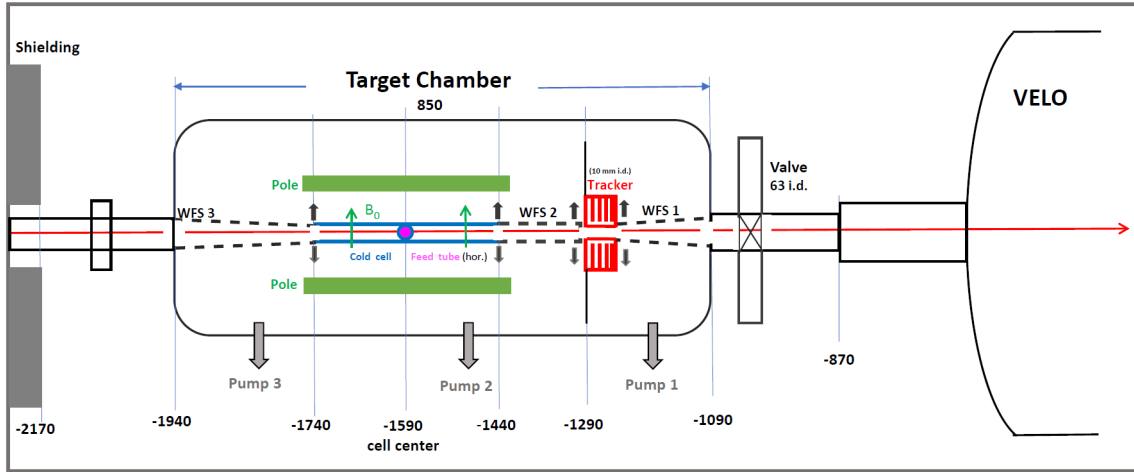 Shielding
Target Chamber
850
VELO
Valve
63 i.d.
(10 mm i.d.)
Tracker
Pole
WFS 3
B0
WFS 2
WFS 1
Cold cell
Feed tube (hor.)
Pole
Pump 3
Pump 2
Pump 1
-870
-2170
-1940
-1740
-1590
-1440
-1290
-1090
cell center